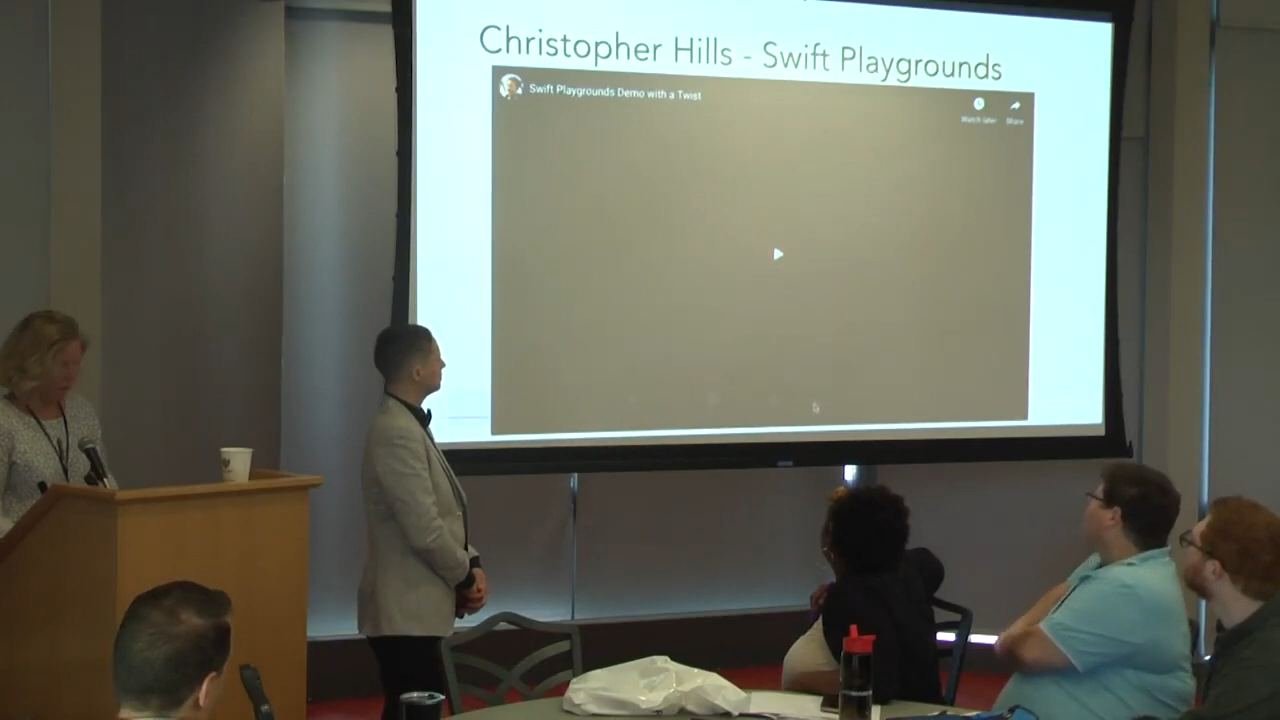 Christopher Hills - Swift Playgrounds
Swift Playgrounds Demo with a Twist
Watch later
Share